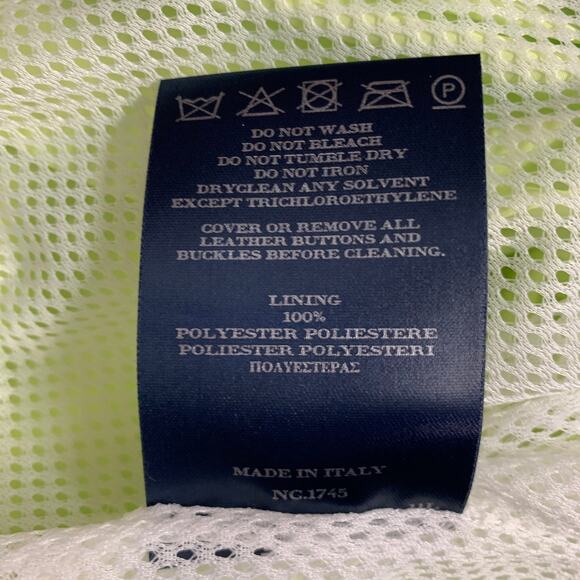 P
DO NOT WASH
DO NOT BLEACH
DO NOT TUMBLE DRY
DO NOT IRON
DRYCLEAN ANY SOLVENT
EXCEPT TRICHLOROETHYLENE
COVER OR REMOVE ALL
LEATHER BUTTONS AND
BUCKLES BEFORE CLEANING.
LINING
100%
POLYESTER POLIESTERE
POLIESTER POLYESTERI
ΠΟΛΥΕΣΤΕΡΑΣ
MADE IN ITALY
NC.1745